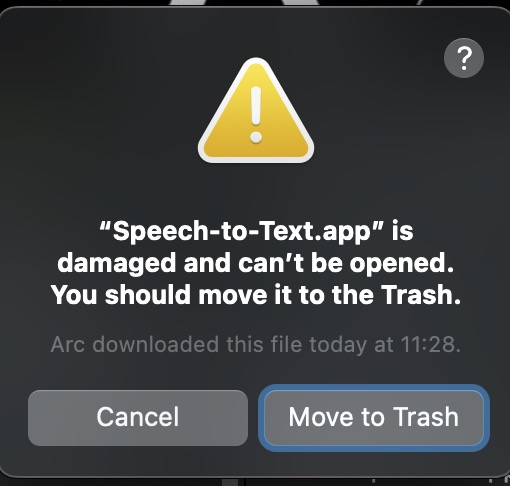 ?
“Speech-to-Text.app” is
damaged and can’t be opened.
You should move it to the Trash.
Arc downloaded this file today at 11:28.
Cancel
Move to Trash